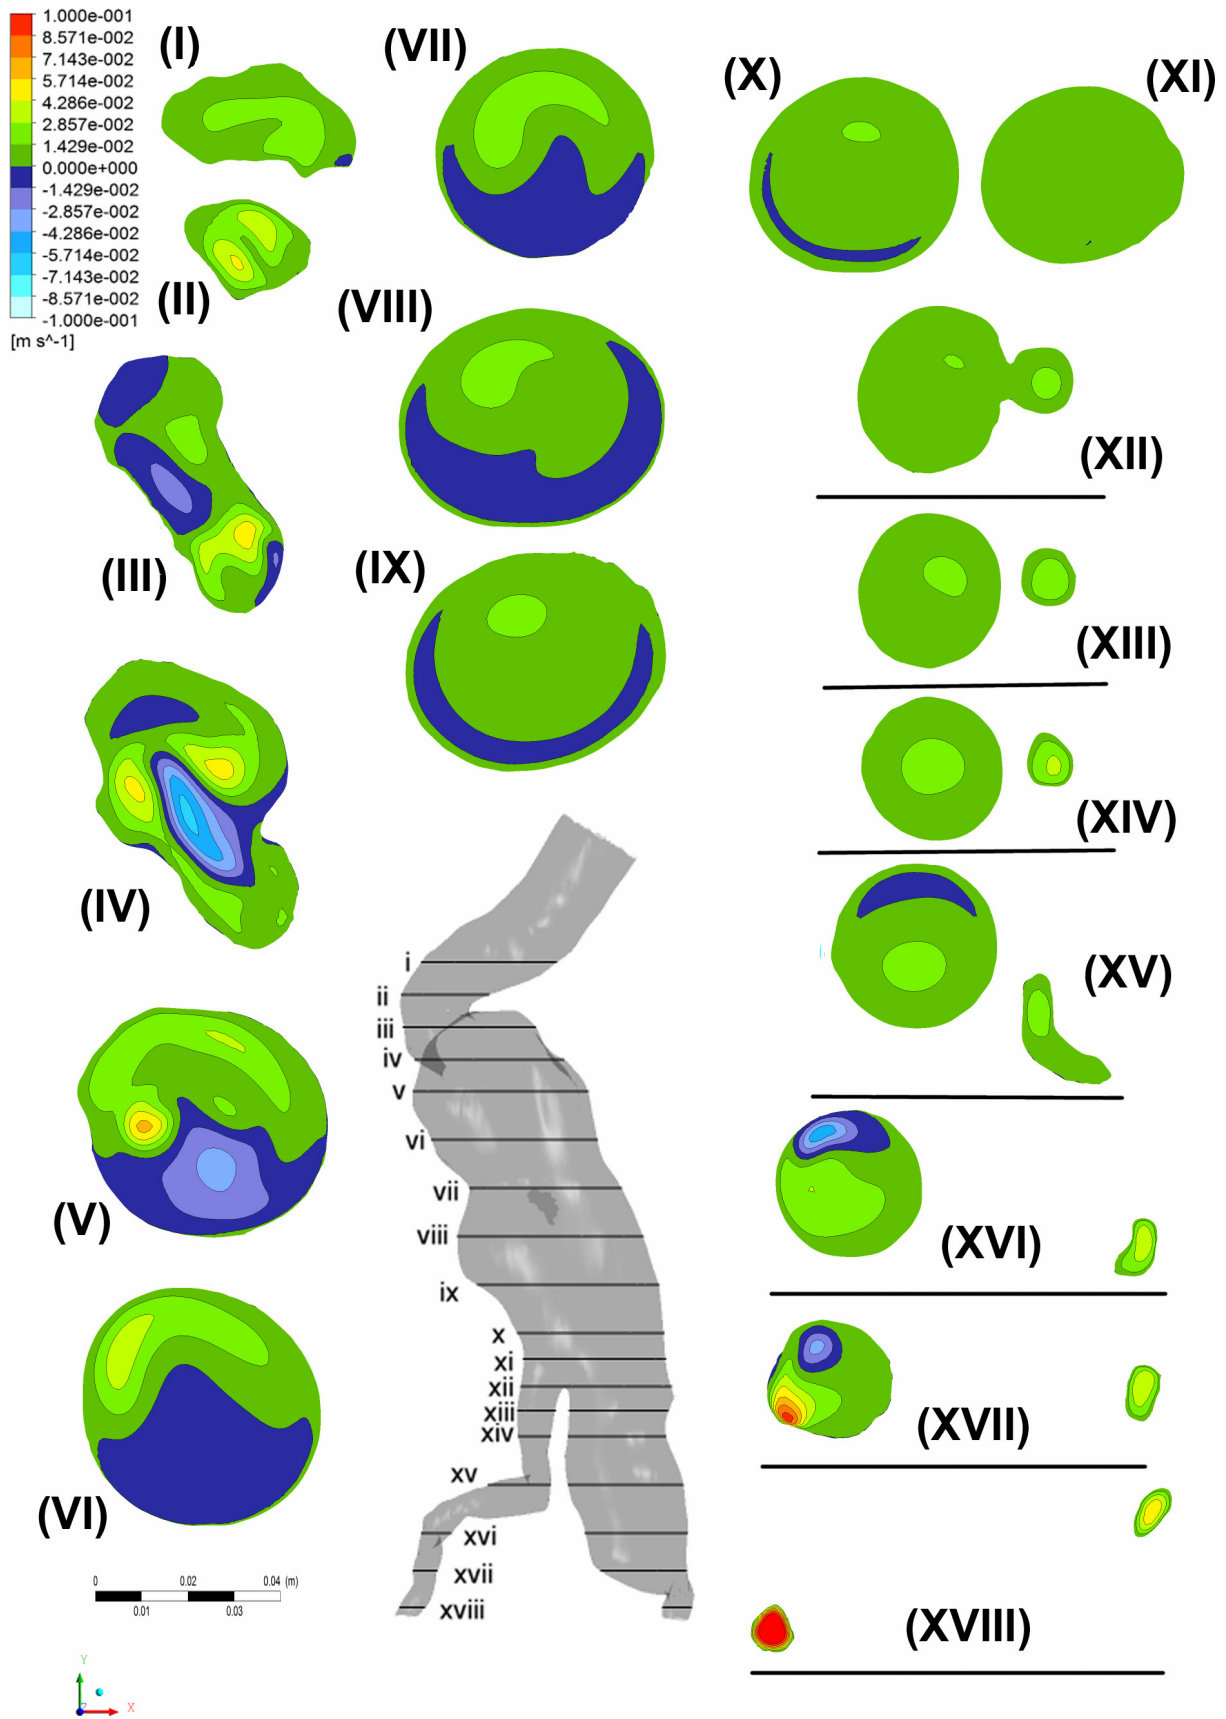 1.000e-001
8.571e-002
7.143e-002
5.714e-002
4.286e-002
2.857e-002
1.429e-002
0.000e+000
-1.429e-002
-2.857e-002
-4.286e-002
-5.714e-002
-7.143e-002
-8.571e-002
-1.000e-001
[m s^-1]
(I)
(II)
(III)
(IV)
(V)
(VI)
(VII)
(VIII)
(IX)
(X)
(XI)
(XII)
(XIII)
(XIV)
(XV)
(XVI)
(XVII)
(XVIII)
i
ii
iii
iv
v
vi
vii
viii
ix
x
xi
xii
xiii
xiv
xv
xvi
xvii
xviii
0 0.02 0.04 (m)
0.01 0.03
Y
Z X